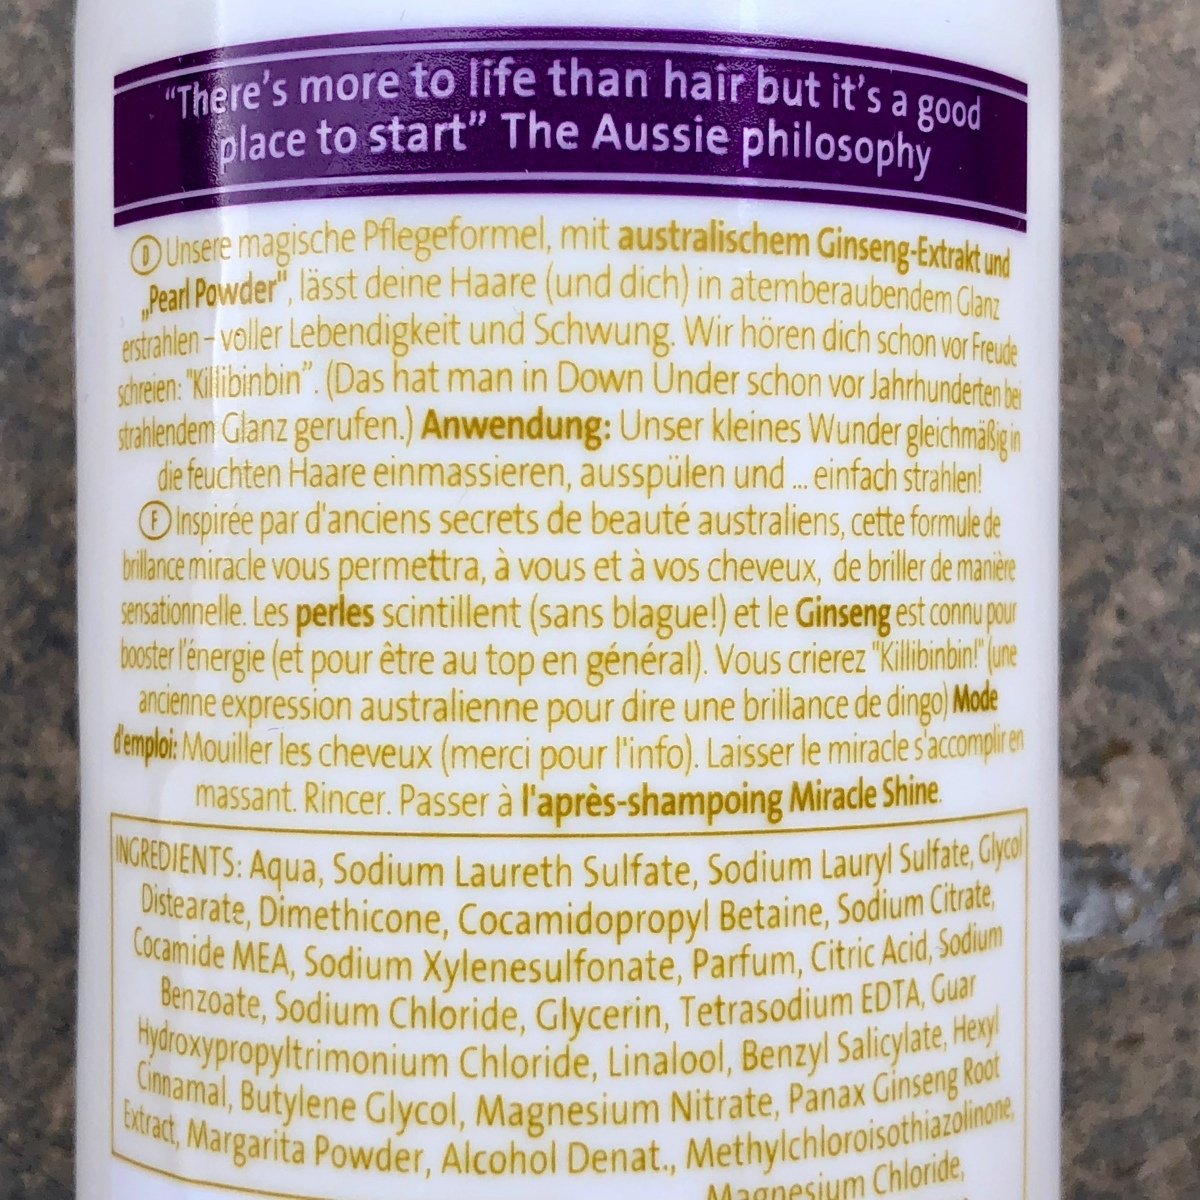 “There’s more to life than hair but it’s a good
place to start” The Aussie philosophy
D Unsere magische Pflegeformel, mit australischem Ginseng-Extrakt und
„Pearl Powder", lässt deine Haare (und dich) in atemberaubendem Glanz
erstrahlen – voller Lebendigkeit und Schwung. Wir hören dich schon vor Freude
schreien: "Killibinbin”. (Das hat man in Down Under schon vor Jahrhunderten bei
strahlendem Glanz gerufen.) Anwendung: Unser kleines Wunder gleichmäßig in
die feuchten Haare einmassieren, ausspülen und ... einfach strahlen!
F Inspirée par d'anciens secrets de beauté australiens, cette formule de
brillance miracle vous permettra, à vous et à vos cheveux, de briller de manière
sensationnelle. Les perles scintillent (sans blague!) et le Ginseng est connu pour
booster l'énergie (et pour être au top en général). Vous crierez "Killibinbin!" (une
ancienne expression australienne pour dire une brillance de dingo) Mode
d'emploi: Mouiller les cheveux (merci pour l'info). Laisser le miracle s'accomplir en
massant. Rincer. Passer à l'après-shampoing Miracle Shine.
INGREDIENTS: Aqua, Sodium Laureth Sulfate, Sodium Lauryl Sulfate, Glycol
Distearate, Dimethicone, Cocamidopropyl Betaine, Sodium Citrate,
Cocamide MEA, Sodium Xylenesulfonate, Parfum, Citric Acid, Sodium
Benzoate, Sodium Chloride, Glycerin, Tetrasodium EDTA, Guar
Hydroxypropyltrimonium Chloride, Linalool, Benzyl Salicylate, Hexyl
Cinnamal, Butylene Glycol, Magnesium Nitrate, Panax Ginseng Root
Extract, Margarita Powder, Alcohol Denat., Methylchloroisothiazolinone,
Magnesium Chloride,